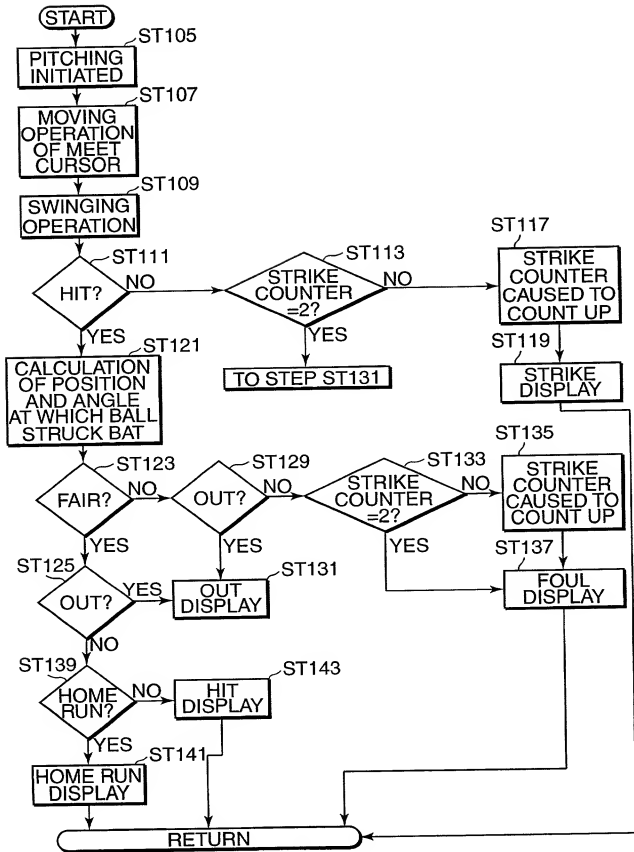 START
ST105
PITCHING
INITIATED
ST107
MOVING
OPERATION
OF MEET
CURSOR
ST109
SWINGING
OPERATION
ST111
HIT?
NO
YES
ST113
STRIKE
COUNTER
=2?
NO
YES
TO STEP ST131
ST117
STRIKE
COUNTER
CAUSED TO
COUNT UP
ST119
STRIKE
DISPLAY
ST121
CALCULATION
OF POSITION
AND ANGLE
AT WHICH BALL
STRUCK BAT
ST123
FAIR?
NO
YES
ST129
OUT?
NO
YES
ST133
STRIKE
COUNTER
=2?
NO
YES
ST135
STRIKE
COUNTER
CAUSED TO
COUNT UP
ST137
FOUL
DISPLAY
ST125
OUT?
YES
NO
ST131
OUT
DISPLAY
ST139
HOME
RUN?
NO
YES
ST143
HIT
DISPLAY
ST141
HOME RUN
DISPLAY
RETURN